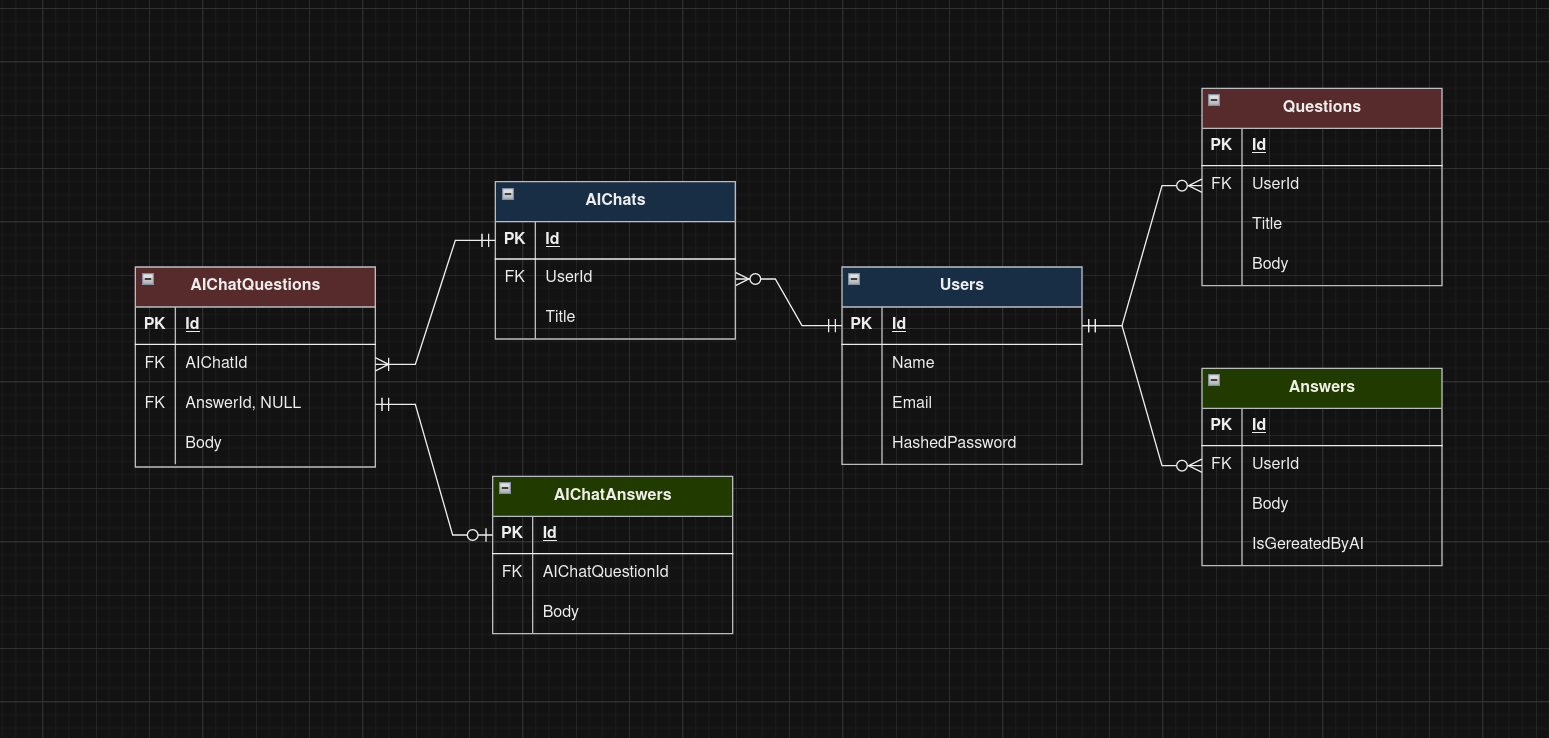 AIChatQuestions
PK Id
FK AIChatId
FK AnswerId, NULL
Body
AIChats
PK Id
FK UserId
Title
AIChatAnswers
PK Id
FK AIChatQuestionId
Body
Users
PK Id
Name
Email
HashedPassword
Questions
PK Id
FK UserId
Title
Body
Answers
PK Id
FK UserId
Body
IsGereatedByAI